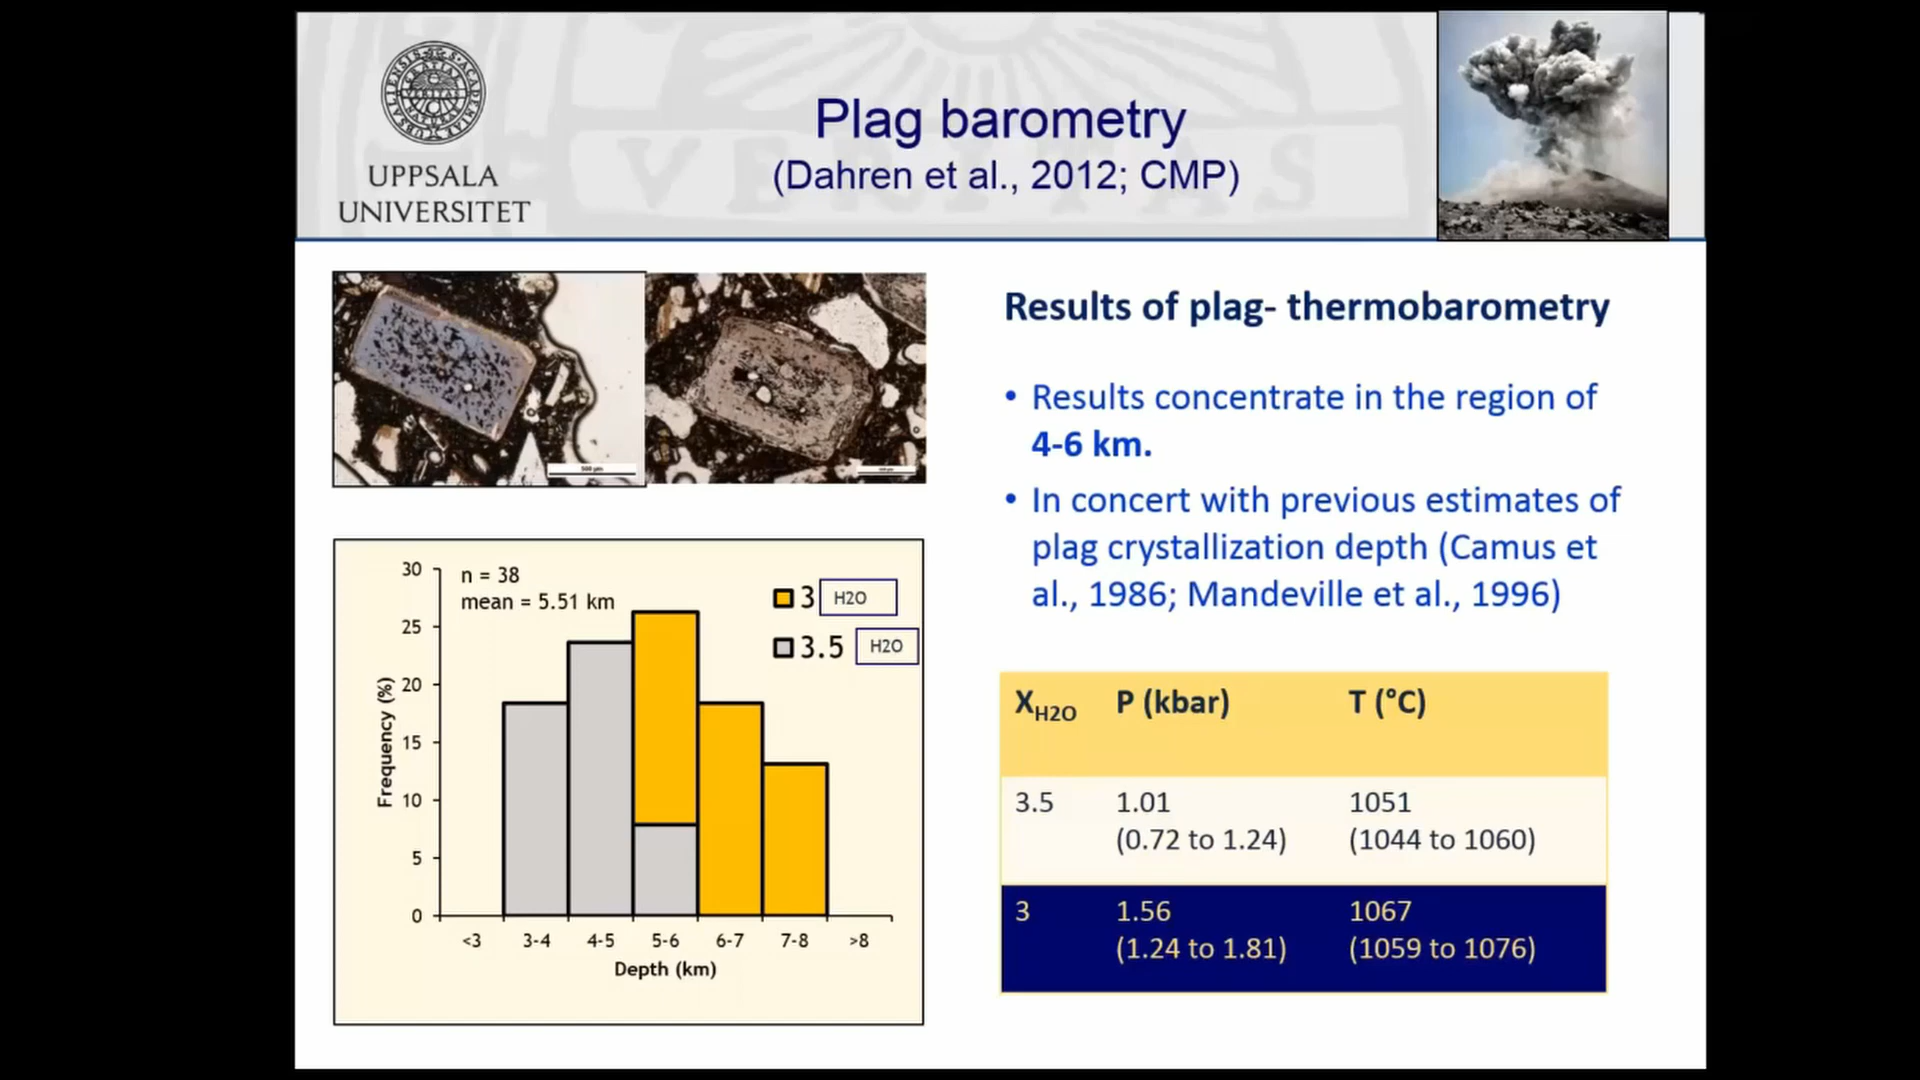 UPPSALA
UNIVERSITET
Plag barometry
(Dahren et al., 2012; CMP)
500 µm
Results of plag- thermobarometry
• Results concentrate in the region of
4-6 km.
• In concert with previous estimates of
plag crystallization depth (Camus et
al., 1986; Mandeville et al., 1996)
n = 38
mean = 5.51 km
3 H2O
3.5 H2O
Frequency (%)
30
25
20
15
10
5
0
<3 3-4 4-5 5-6 6-7 7-8 >8
Depth (km)
XH2O P (kbar) T (°C)
3.5 1.01 1051
(0.72 to 1.24) (1044 to 1060)
3 1.56 1067
(1.24 to 1.81) (1059 to 1076)